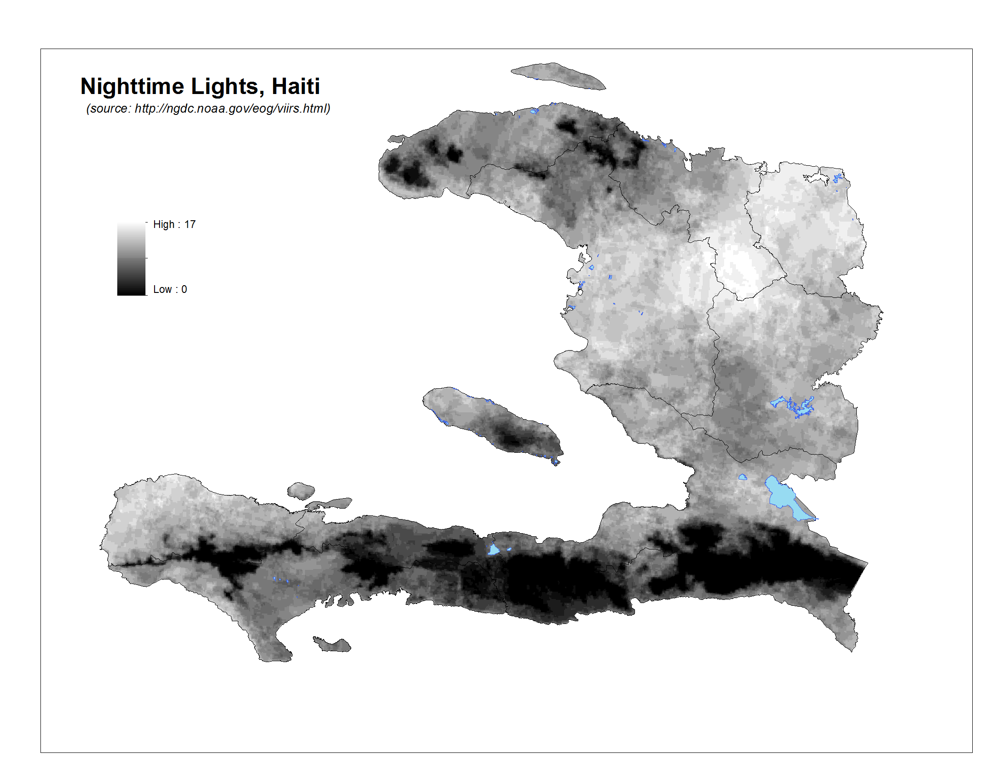 Nighttime Lights, Haiti
(source: http://ngdc.noaa.gov/eog/viirs.html)
High : 17
Low : 0